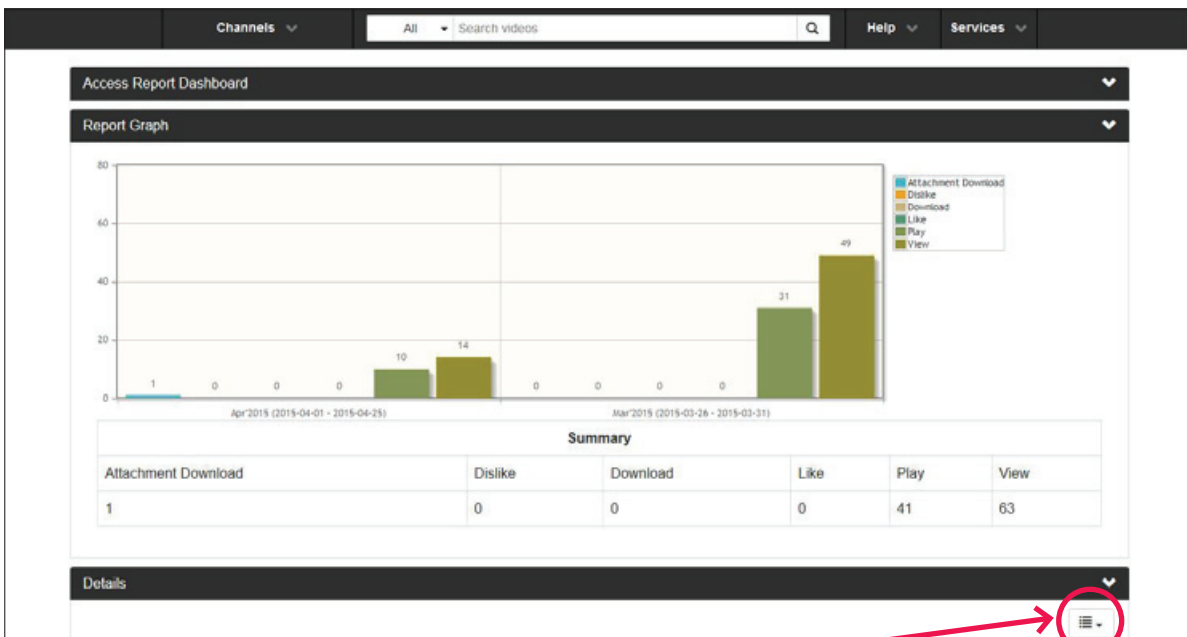 Channels All Search videos Help Services
Access Report Dashboard
Report Graph
80
60
40
20
0
1 0 0 0 10 14 0 0 0 0 31 49
Apr'2015 (2015-04-01 - 2015-04-25) Mar'2015 (2015-03-26 - 2015-03-31)
Attachment Download
Dislike
Download
Like
Play
View
Summary
Attachment Download Dislike Download Like Play View
1 0 0 0 41 63
Details